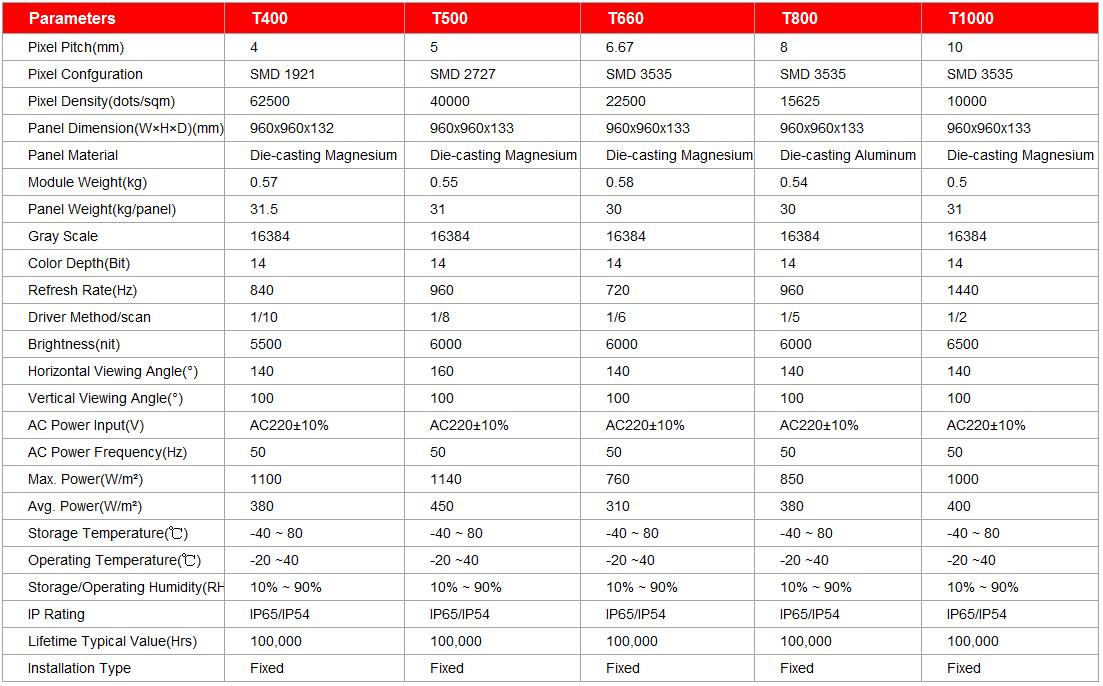 Parameters T400 T500 T660 T800 T1000
Pixel Pitch(mm) 4 5 6.67 8 10
Pixel Confguration SMD 1921 SMD 2727 SMD 3535 SMD 3535 SMD 3535
Pixel Density(dots/sqm) 62500 40000 22500 15625 10000
Panel Dimension(W×H×D)(mm) 960x960x132 960x960x133 960x960x133 960x960x133 960x960x133
Panel Material Die-casting Magnesium Die-casting Magnesium Die-casting Magnesium Die-casting Aluminum Die-casting Magnesium
Module Weight(kg) 0.57 0.55 0.58 0.54 0.5
Panel Weight(kg/panel) 31.5 31 30 30 31
Gray Scale 16384 16384 16384 16384 16384
Color Depth(Bit) 14 14 14 14 14
Refresh Rate(Hz) 840 960 720 960 1440
Driver Method/scan 1/10 1/8 1/6 1/5 1/2
Brightness(nit) 5500 6000 6000 6000 6500
Horizontal Viewing Angle(°) 140 160 140 140 140
Vertical Viewing Angle(°) 100 100 100 100 100
AC Power Input(V) AC220±10% AC220±10% AC220±10% AC220±10% AC220±10%
AC Power Frequency(Hz) 50 50 50 50 50
Max. Power(W/m²) 1100 1140 760 850 1000
Avg. Power(W/m²) 380 450 310 380 400
Storage Temperature(℃) -40 ~ 80 -40 ~ 80 -40 ~ 80 -40 ~ 80 -40 ~ 80
Operating Temperature(℃) -20 ~40 -20 ~40 -20 ~40 -20 ~40 -20 ~40
Storage/Operating Humidity(RH 10% ~ 90% 10% ~ 90% 10% ~ 90% 10% ~ 90% 10% ~ 90%
IP Rating IP65/IP54 IP65/IP54 IP65/IP54 IP65/IP54 IP65/IP54
Lifetime Typical Value(Hrs) 100,000 100,000 100,000 100,000 100,000
Installation Type Fixed Fixed Fixed Fixed Fixed